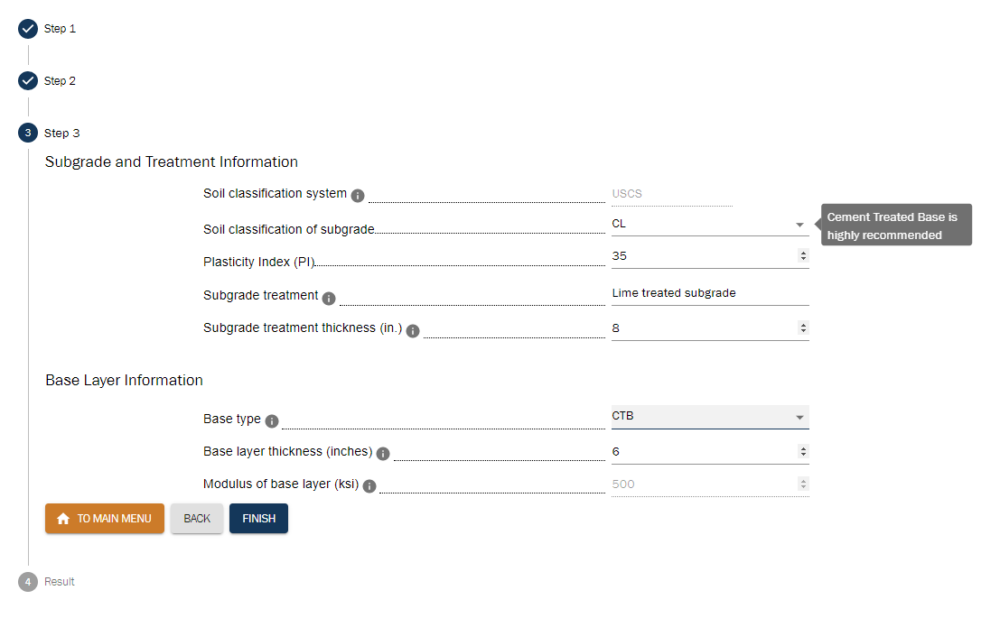 Step 1
Step 2
3 Step 3
Subgrade and Treatment Information
Soil classification system USCS
Soil classification of subgrade CL
Cement Treated Base is
highly recommended
Plasticity Index (PI) 35
Subgrade treatment Lime treated subgrade
Subgrade treatment thickness (in.) 8
Base Layer Information
Base type CTB
Base layer thickness (inches) 6
Modulus of base layer (ksi) 500
TO MAIN MENU BACK FINISH
4 Result